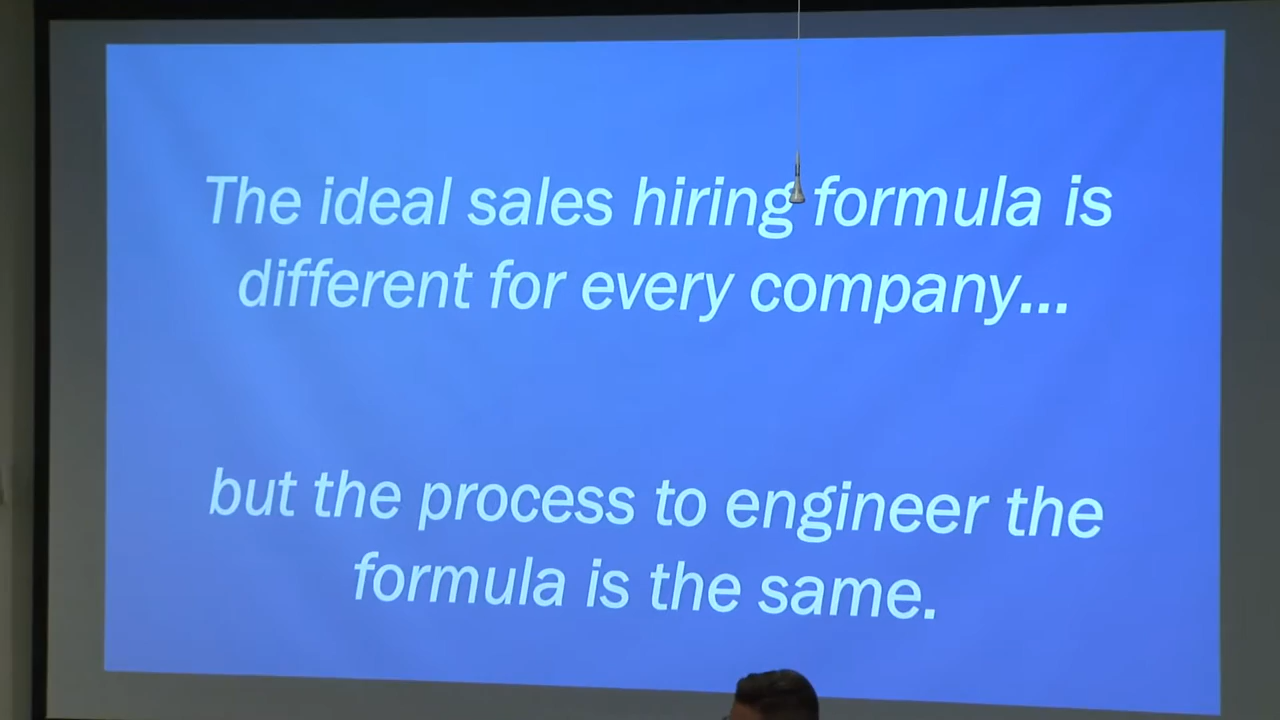 The ideal sales hiring formula is
different for every company...
but the process to engineer the
formula is the same.